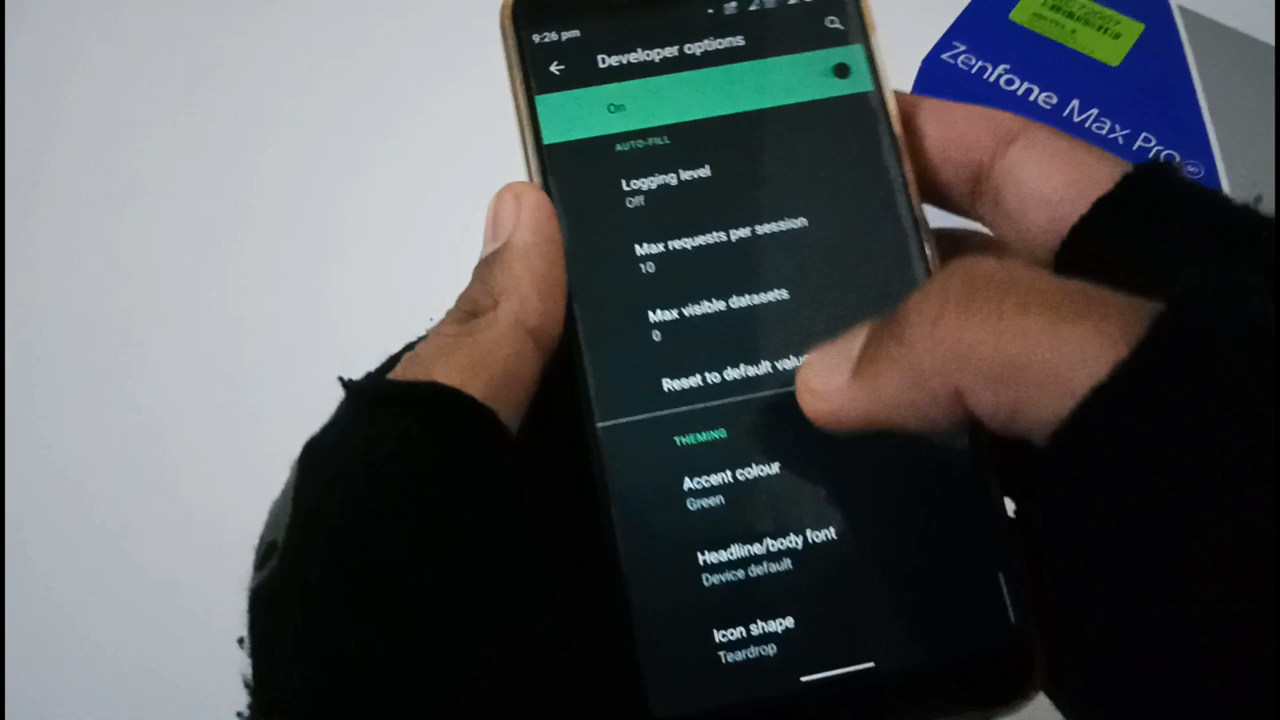 9:26 pm
Developer options
On
AUTO-FILL
Logging level
Off
Max requests per session
10
Max visible datasets
0
Reset to default
THEMING
Accent colour
Green
Headline/body font
Device default
Icon shape
Teardrop
Zenfone Max Pro